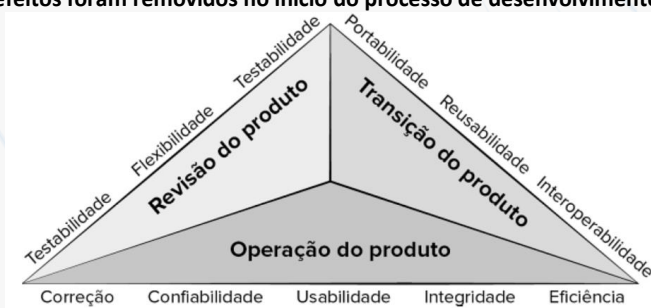 efeitos foram removidos no início do processo de desenvolvimento
Testabilidade
Flexibilidade
Testabilidade
Revisão do produto
Portabilidade
Reusabilidade
Interoperabilidade
Transição do produto
Operação do produto
Correção Confiabilidade Usabilidade Integridade Eficiência